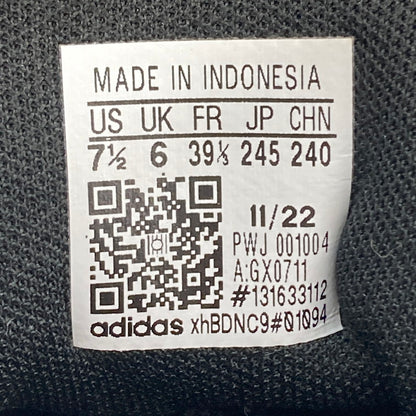 MADE IN INDONESIA
US UK FR JP CHN
7½ 6 39⅓ 245 240
11/22
PWJ 001004
A:GX0711
#131633112
adidas xhBDNC9#01094